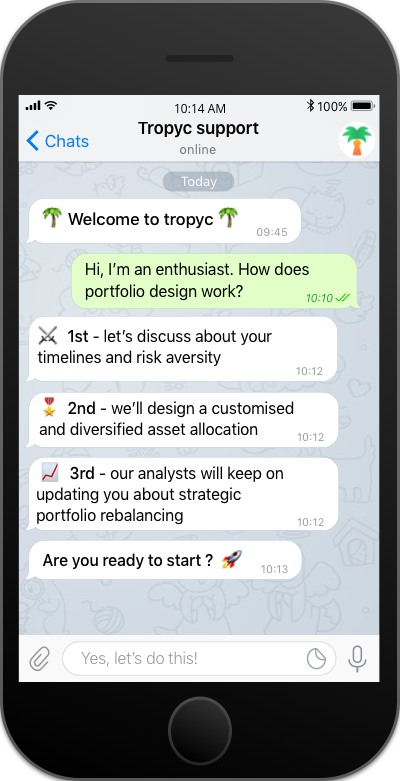 10:14 AM
100%
Chats
Tropyc support
online
Today
🌴 Welcome to tropyc 🌴
09:45
Hi, I’m an enthusiast. How does
portfolio design work?
10:10
⚔️ 1st - let’s discuss about your
timelines and risk aversity
10:12
🎖️ 2nd - we’ll design a customised
and diversified asset allocation
10:12
📈 3rd - our analysts will keep on
updating you about strategic
portfolio rebalancing
10:12
Are you ready to start ? 🚀
10:13
Yes, let’s do this!